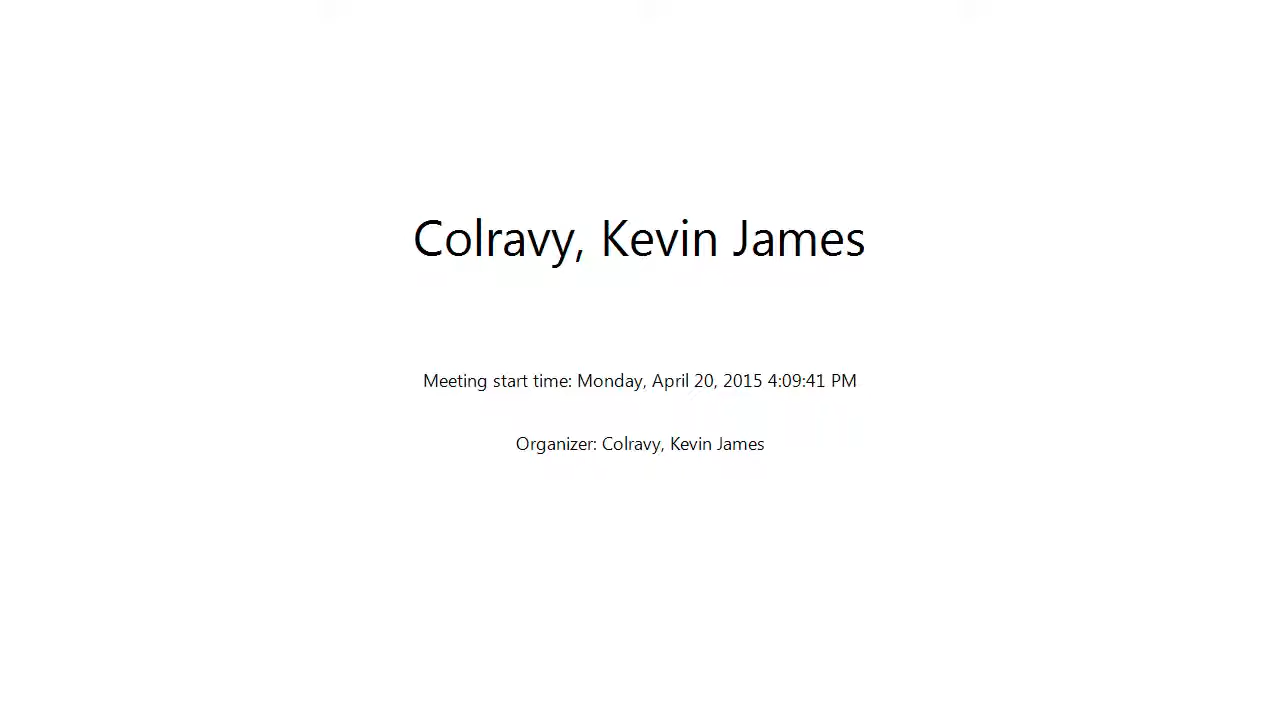 Colravy, Kevin James
Meeting start time: Monday, April 20, 2015 4:09:41 PM
Organizer: Colravy, Kevin James